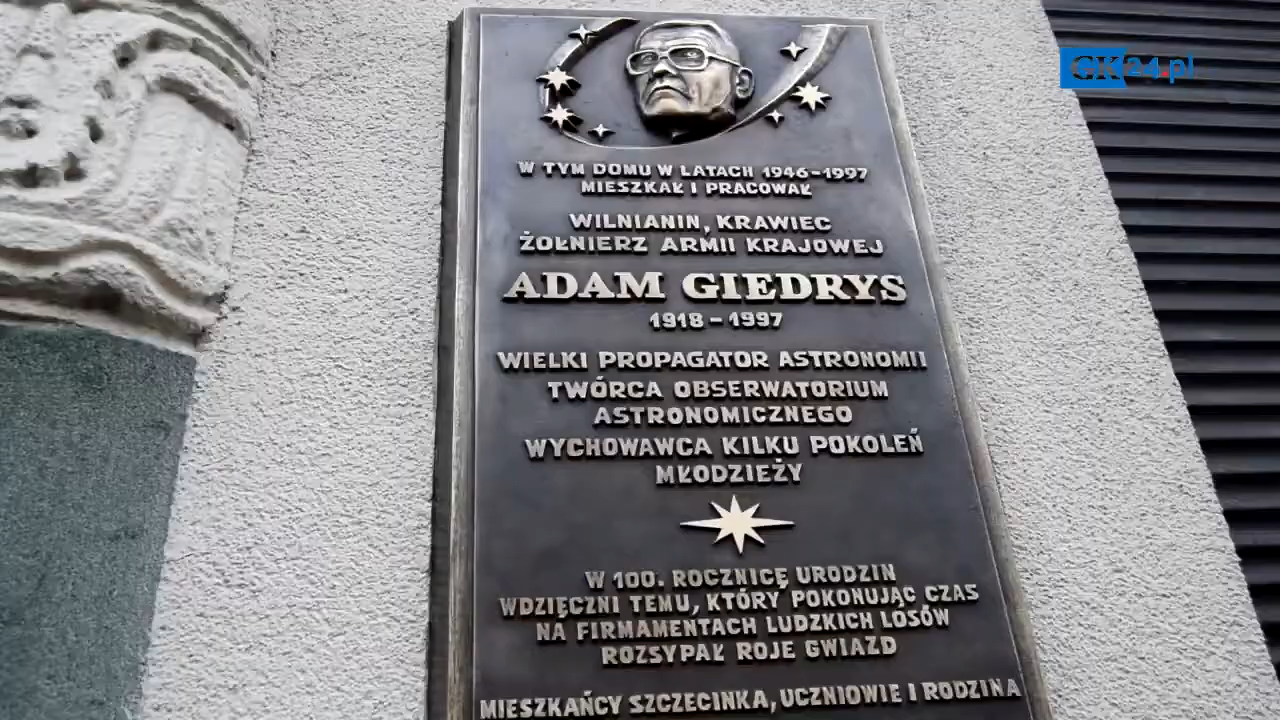 GK24.pl
W TYM DOMU W LATACH 1946-1997
MIESZKAŁ I PRACOWAŁ
WILNIANIN, KRAWIEC
ŻOŁNIERZ ARMII KRAJOWEJ
ADAM GIEDRYS
1918 - 1997
WIELKI PROPAGATOR ASTRONOMII
TWÓRCA OBSERWATORIUM
ASTRONOMICZNEGO
WYCHOWAWCA KILKU POKOLEŃ
MŁODZIEŻY
W 100. ROCZNICĘ URODZIN
WDZIĘCZNI TEMU, KTÓRY POKONUJĄC CZAS
NA FIRMAMENTACH LUDZKICH LOSÓW
ROZSYPAŁ ROJE GWIAZD
MIESZKAŃCY SZCZECINKA, UCZNIOWIE I RODZINA